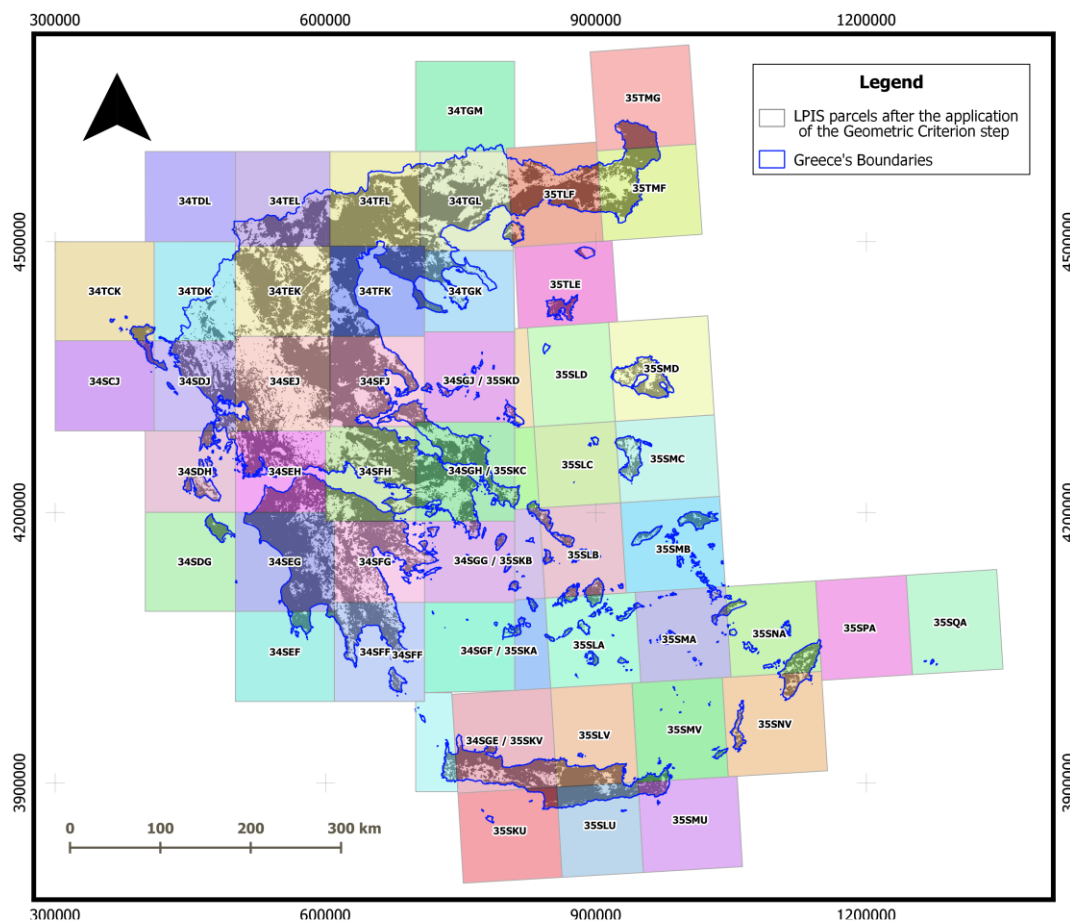 300000 600000 900000 1200000
Legend
LPIS parcels after the application
of the Geometric Criterion step
Greece's Boundaries
35TMG
34TGM
34TDL 34TEL 34TFL 34TGL 35TLF 35TMF
4500000 4500000
34TCK 34TDK 34TEK 34TFK 34TGK 35TLE
34SCJ 34SDJ 34SEJ 34SFJ 34SGJ / 35SKD 35SLD 35SMD
34SDH 34SEH 34SFH 34SGH / 35SKC 35SLC 35SMC
4200000 4200000
34SDG 34SEG 34SFG 34SGG / 35SKB 35SLB 35SMB
34SEF 34SFF 34SFF 34SGF / 35SKA 35SLA 35SMA 35SNA 35SPA 35SQA
34SGE / 35SKV 35SLV 35SMV 35SNV
3900000 3900000
35SKU 35SLU 35SMU
0 100 200 300 km
300000 600000 900000 1200000